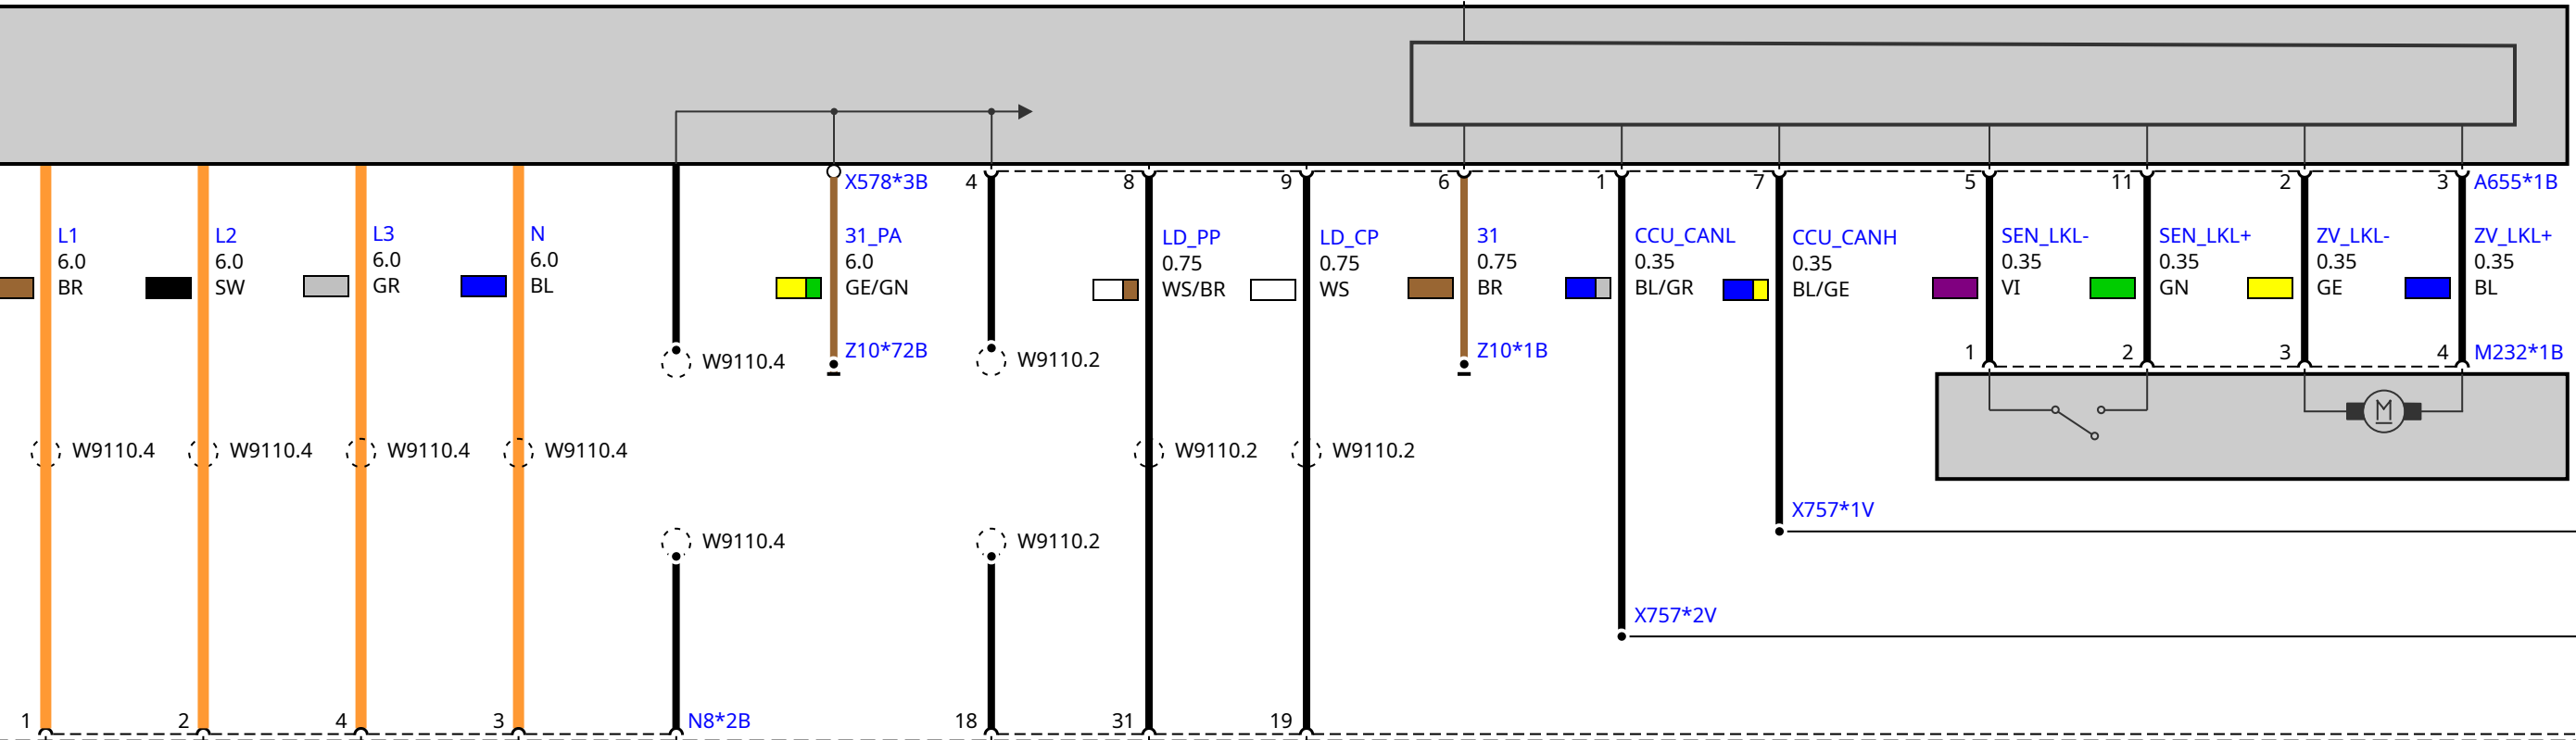 X578*3B
4
8
9
6
1
7
5
11
2
3
A655*1B
L1
6.0
BR
L2
6.0
SW
L3
6.0
GR
N
6.0
BL
31_PA
6.0
GE/GN
LD_PP
0.75
WS/BR
LD_CP
0.75
WS
31
0.75
BR
CCU_CANL
0.35
BL/GR
CCU_CANH
0.35
BL/GE
SEN_LKL-
0.35
VI
SEN_LKL+
0.35
GN
ZV_LKL-
0.35
GE
ZV_LKL+
0.35
BL
W9110.4
Z10*72B
W9110.2
Z10*1B
1
2
3
4
M232*1B
M
W9110.4
W9110.4
W9110.4
W9110.4
W9110.2
W9110.2
X757*1V
W9110.4
W9110.2
X757*2V
1
2
4
3
N8*2B
18
31
19